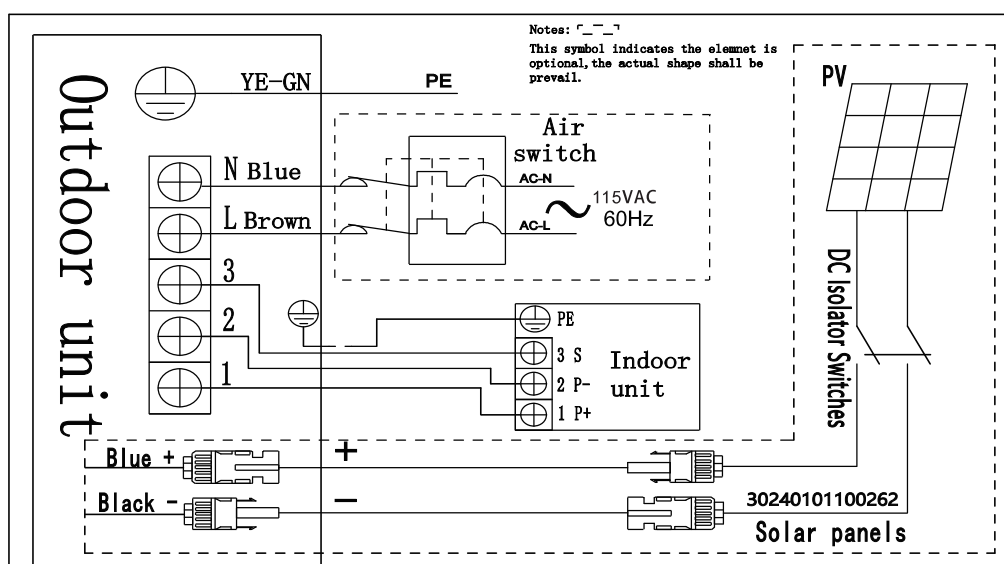 Notes:
This symbol indicates the elemnet is
optional,the actual shape shall be
prevail.
Outdoor unit
YE-GN
PE
N Blue
L Brown
3
2
1
Air
switch
AC-N
AC-L
115VAC
60Hz
PV
DC Isolator Switches
PE
3 S
2 P-
1 P+
Indoor
unit
Blue +
+
Black -
-
30240101100262
Solar panels